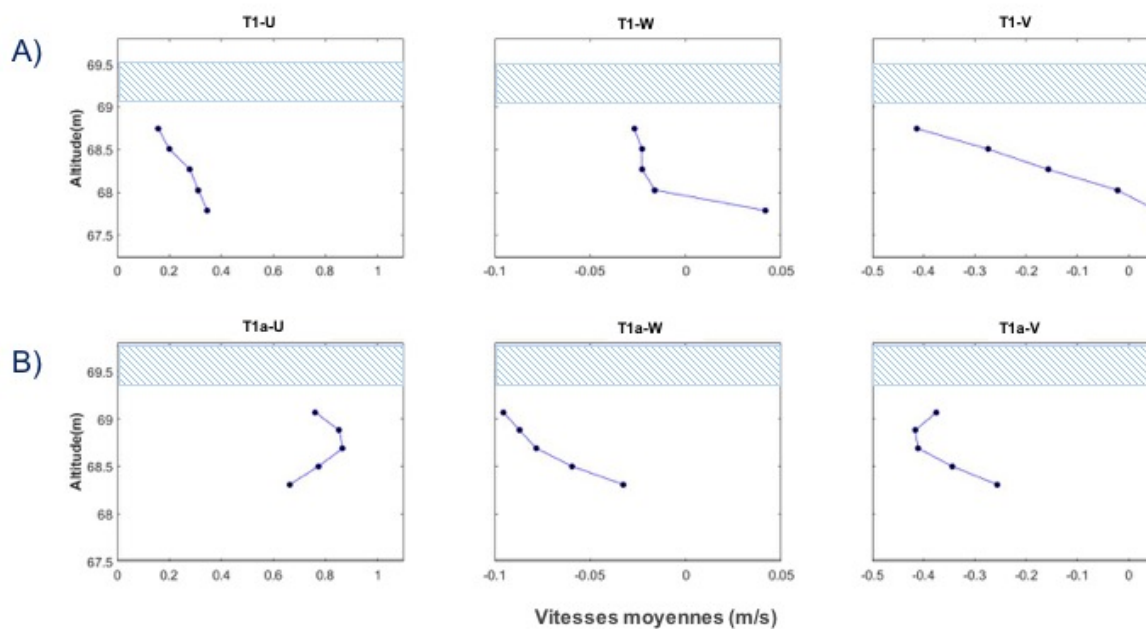 T1-U
T1-W
T1-V
A)
Altitude(m)
69.5
69
68.5
68
67.5
0 0.2 0.4 0.6 0.8 1
-0.1 -0.05 0 0.05
-0.5 -0.4 -0.3 -0.2 -0.1 0
T1a-U
T1a-W
T1a-V
B)
Altitude(m)
69.5
69
68.5
68
67.5
0 0.2 0.4 0.6 0.8 1
-0.1 -0.05 0 0.05
-0.5 -0.4 -0.3 -0.2 -0.1 0
Vitesses moyennes (m/s)